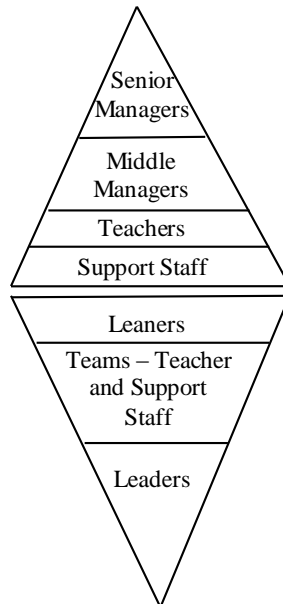 Senior
Managers
Middle
Managers
Teachers
Support Staff
Leaners
Teams – Teacher
and Support
Staff
Leaders